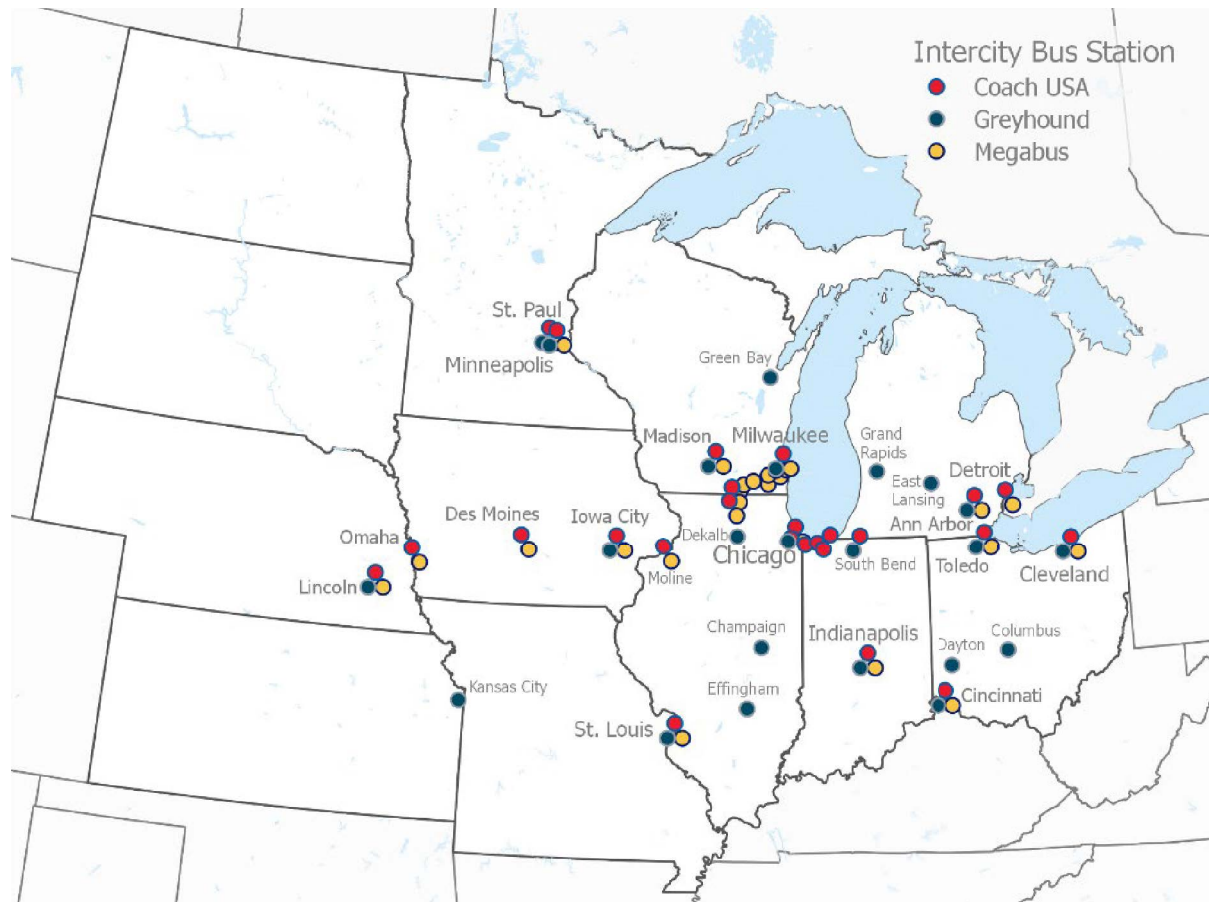 Intercity Bus Station
Coach USA
Greyhound
Megabus
St. Paul
Minneapolis
Green Bay
Madison
Milwaukee
Grand
Rapids
East
Lansing
Detroit
Ann Arbor
Des Moines
Iowa City
Omaha
Lincoln
Dekalb
Chicago
Moline
South Bend
Toledo
Cleveland
Champaign
Indianapolis
Columbus
Dayton
Kansas City
Effingham
Cincinnati
St. Louis